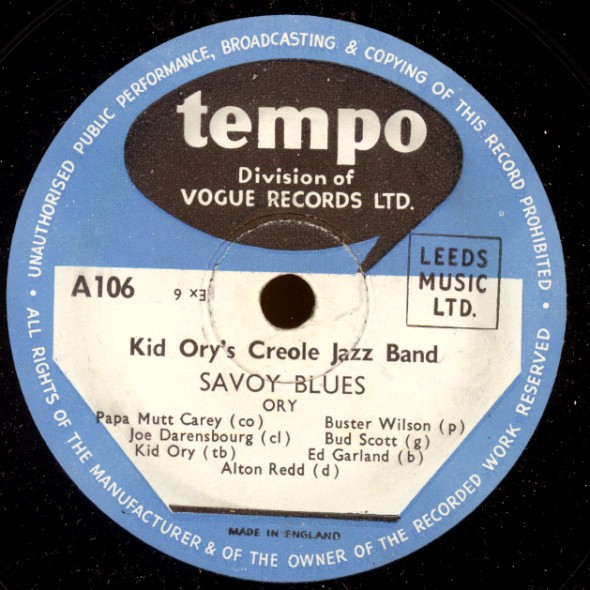 UNAUTHORISED PUBLIC PERFORMANCE, BROADCASTING & COPYING OF THIS RECORD PROHIBITED •
tempo
Division of
VOGUE RECORDS LTD.
LEEDS
MUSIC
LTD.
A106
EX 9
Kid Ory's Creole Jazz Band
SAVOY BLUES
ORY
Papa Mutt Carey (co) Buster Wilson (p)
Joe Darensbourg (cl) Bud Scott (g)
Kid Ory (tb) Ed Garland (b)
Alton Redd (d)
MADE IN ENGLAND
• ALL RIGHTS OF THE MANUFACTURER & OF THE OWNER OF THE RECORDED WORK RESERVED